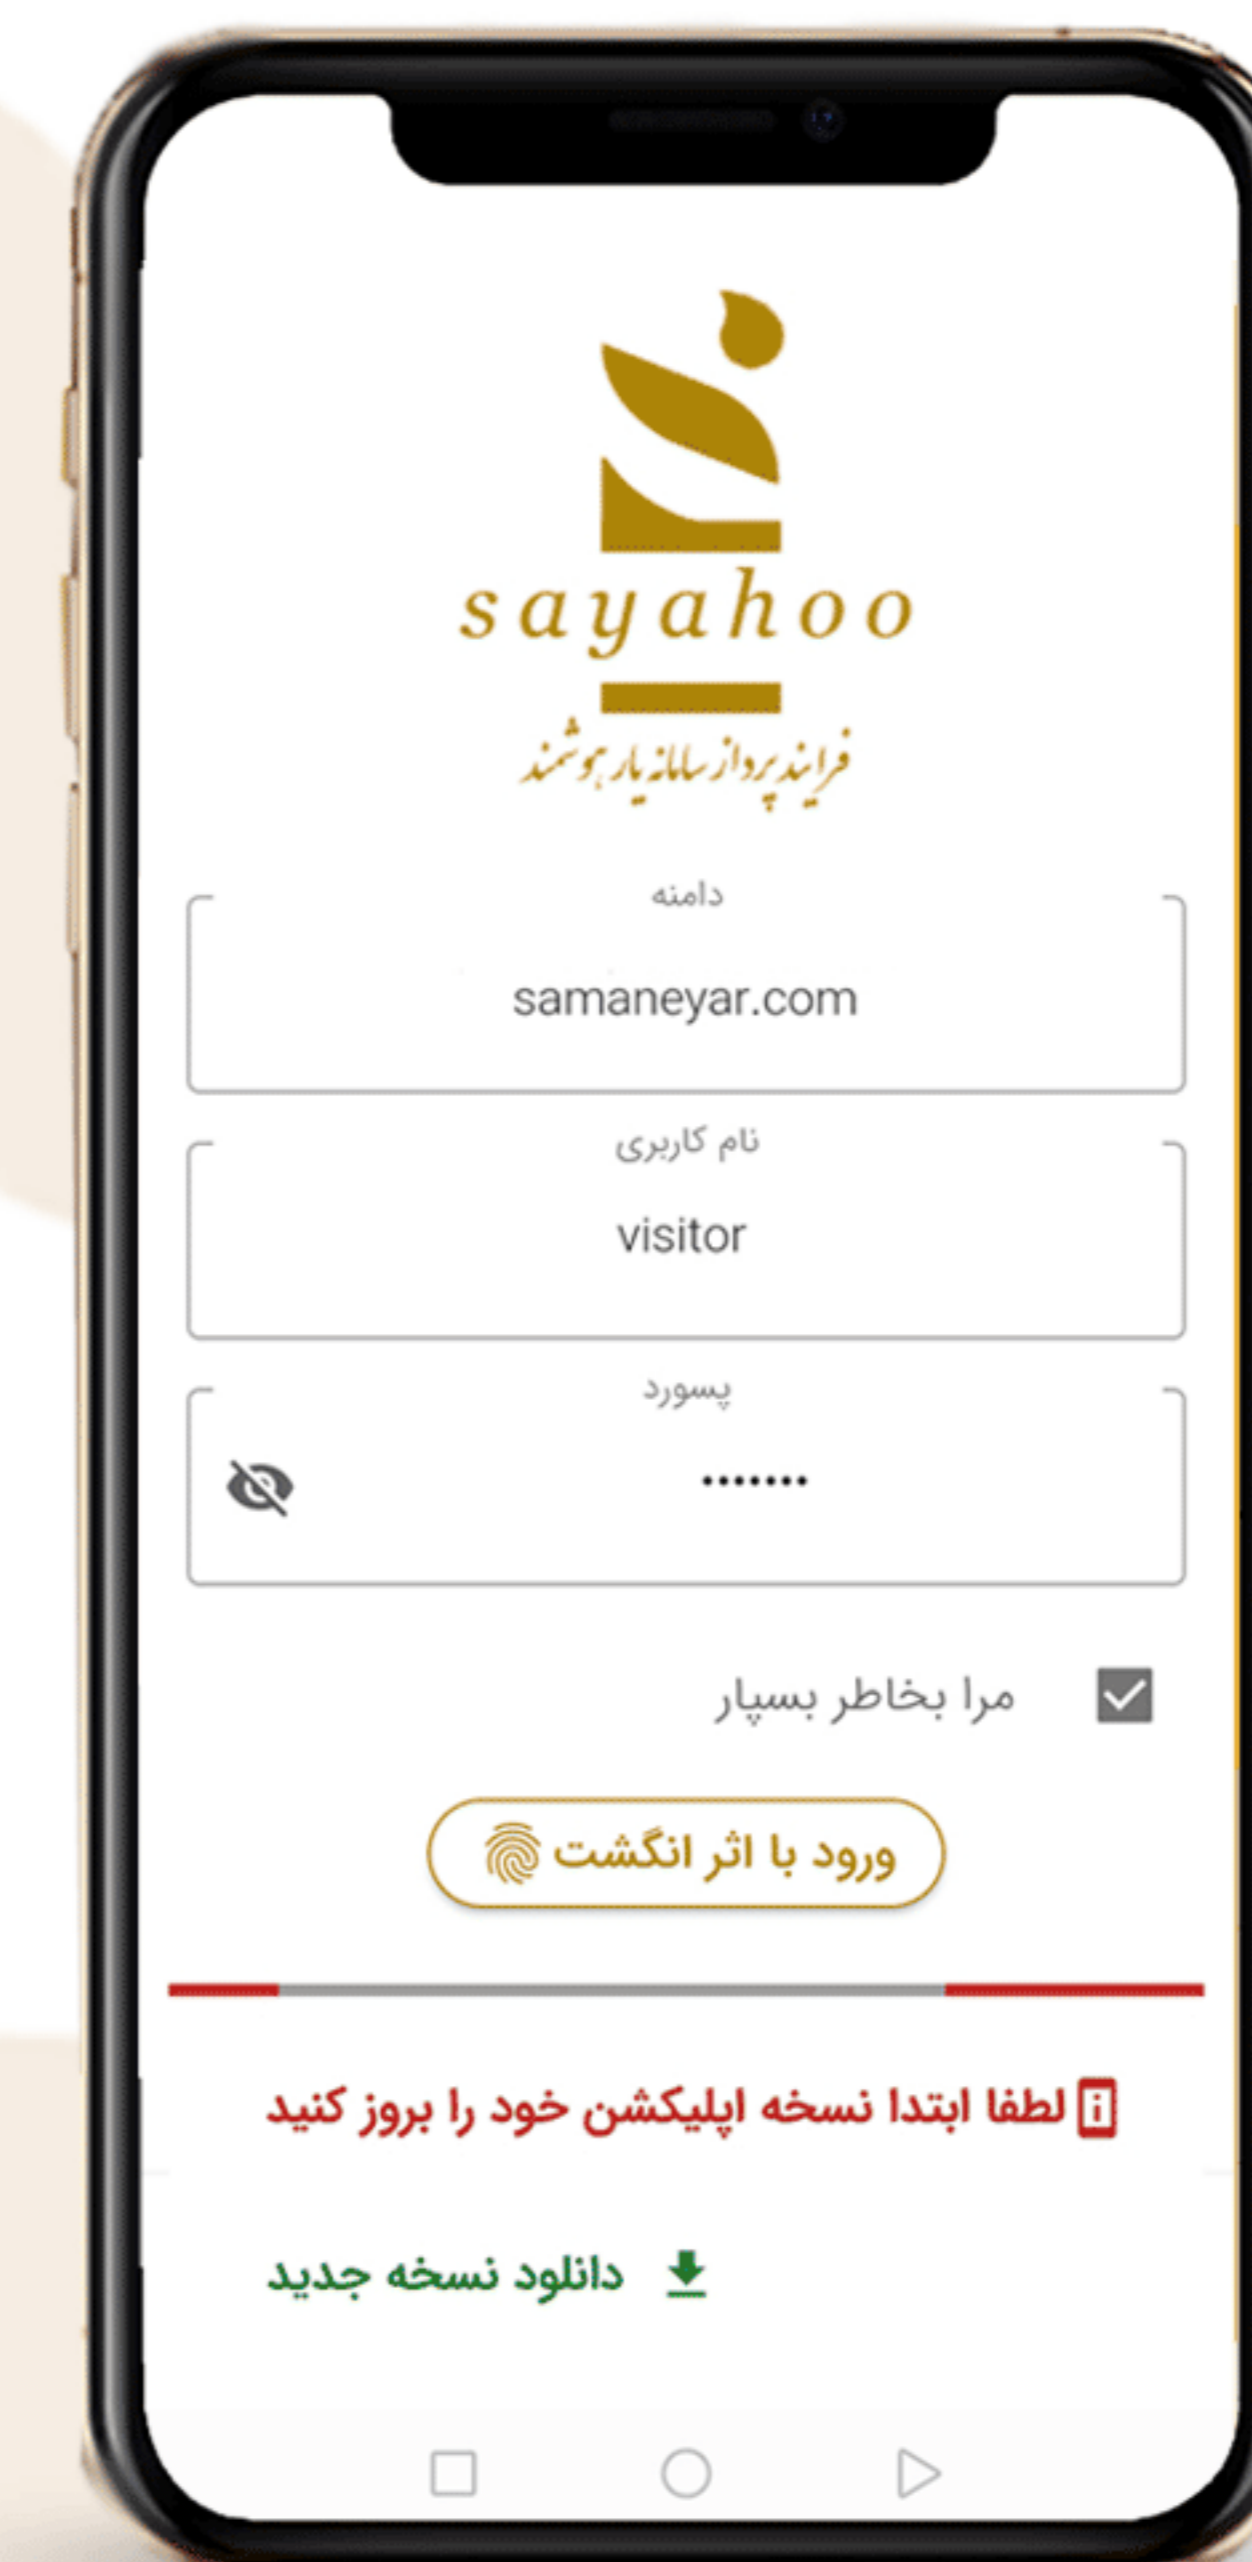 sayahoo
فرایند پرداز سامانه یار هوشمند
دامنه
samaneyar.com
نام کاربری
visitor
پسورد
•••••••
مرا بخاطر بسپار
ورود با اثر انگشت
لطفا ابتدا نسخه اپلیکشن خود را بروز کنید
دانلود نسخه جدید